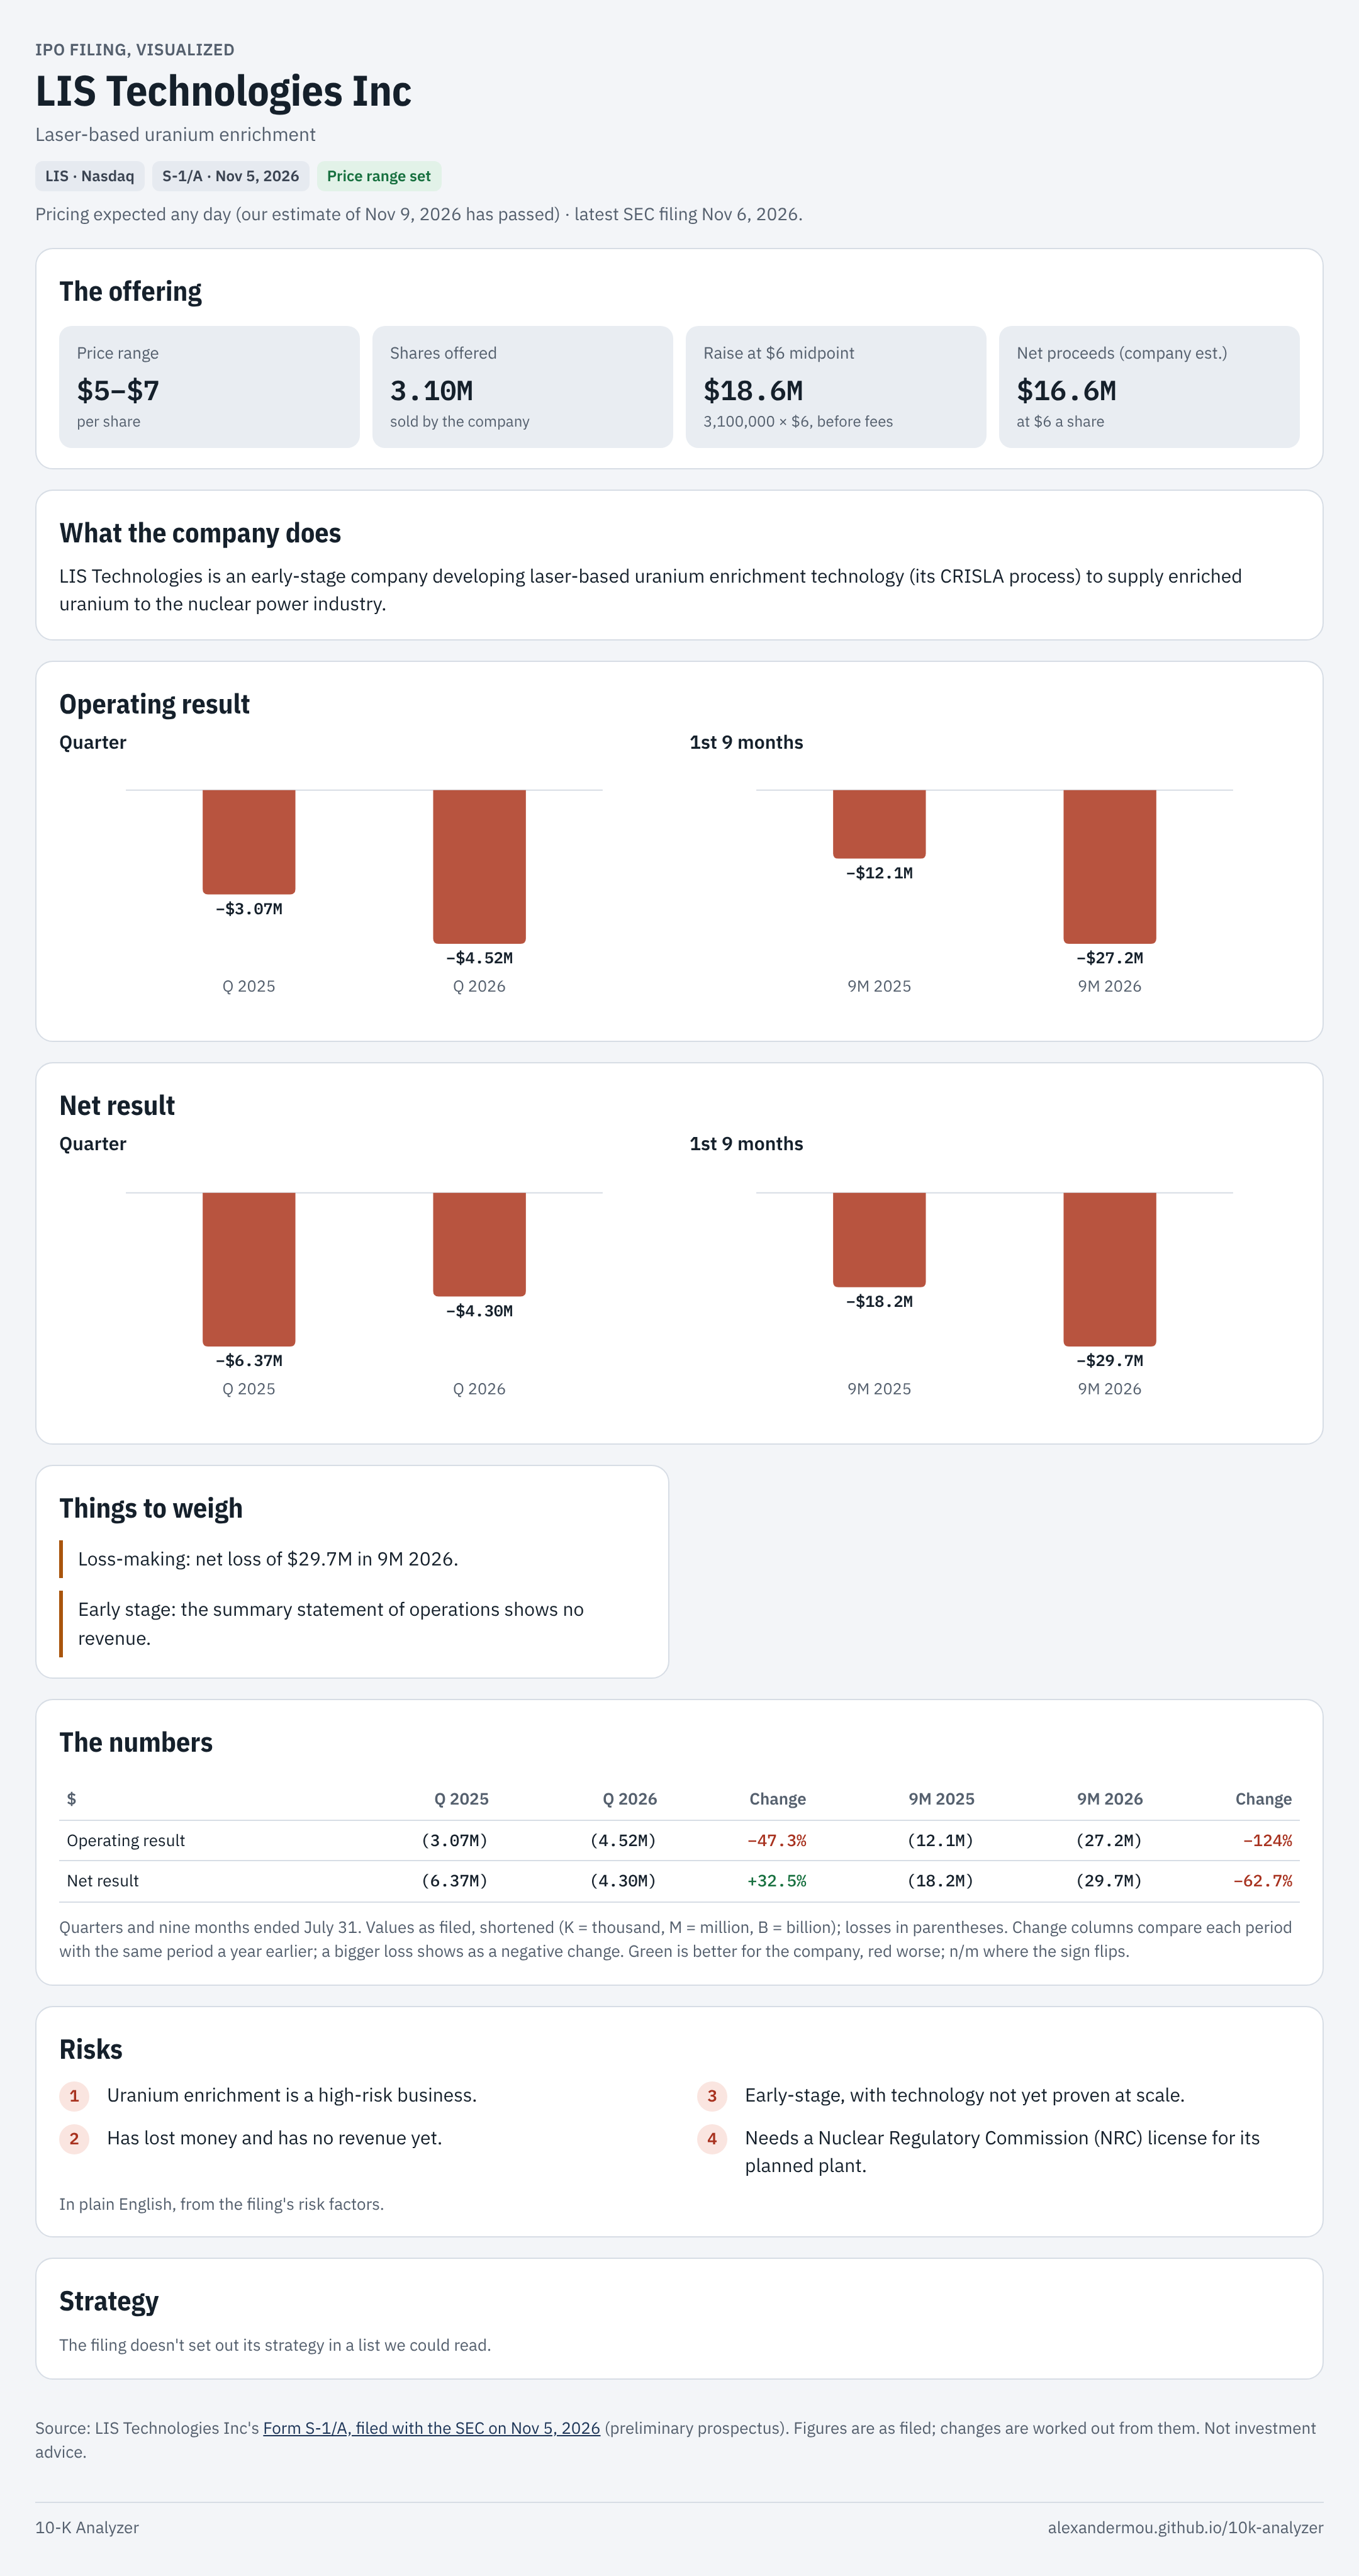 IPO FILING, VISUALIZED
LIS Technologies Inc
Laser-based uranium enrichment
LIS · Nasdaq
S-1/A · Nov 5, 2026
Price range set
Pricing expected any day (our estimate of Nov 9, 2026 has passed) · latest SEC filing Nov 6, 2026.
The offering
Price range
$5–$7
per share
Shares offered
3.10M
sold by the company
Raise at $6 midpoint
$18.6M
3,100,000 × $6, before fees
Net proceeds (company est.)
$16.6M
at $6 a share
What the company does
LIS Technologies is an early-stage company developing laser-based uranium enrichment technology (its CRISLA process) to supply enriched
uranium to the nuclear power industry.
Operating result
Quarter
−$3.07M
−$4.52M
Q 2025 Q 2026
1st 9 months
−$12.1M
−$27.2M
9M 2025 9M 2026
Net result
Quarter
−$6.37M
−$4.30M
Q 2025 Q 2026
1st 9 months
−$18.2M
−$29.7M
9M 2025 9M 2026
Things to weigh
Loss-making: net loss of $29.7M in 9M 2026.
Early stage: the summary statement of operations shows no
revenue.
The numbers
$ Q 2025 Q 2026 Change 9M 2025 9M 2026 Change
Operating result (3.07M) (4.52M) −47.3% (12.1M) (27.2M) −124%
Net result (6.37M) (4.30M) +32.5% (18.2M) (29.7M) −62.7%
Quarters and nine months ended July 31. Values as filed, shortened (K = thousand, M = million, B = billion); losses in parentheses. Change columns compare each period
with the same period a year earlier; a bigger loss shows as a negative change. Green is better for the company, red worse; n/m where the sign flips.
Risks
1 Uranium enrichment is a high-risk business.
2 Has lost money and has no revenue yet.
3 Early-stage, with technology not yet proven at scale.
4 Needs a Nuclear Regulatory Commission (NRC) license for its
planned plant.
In plain English, from the filing's risk factors.
Strategy
The filing doesn't set out its strategy in a list we could read.
Source: LIS Technologies Inc's Form S-1/A, filed with the SEC on Nov 5, 2026 (preliminary prospectus). Figures are as filed; changes are worked out from them. Not investment
advice.
10-K Analyzer
alexandermou.github.io/10k-analyzer